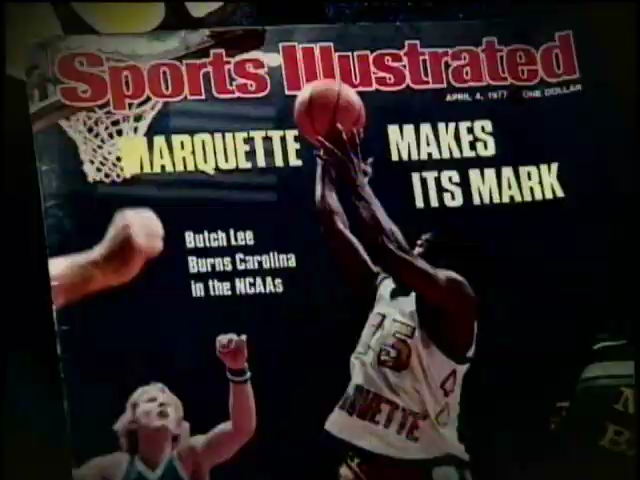 Sports Illustrated
APRIL 4, 1977 ONE DOLLAR
MARQUETTE MAKES
ITS MARK
Butch Lee
Burns Carolina
in the NCAAs
15